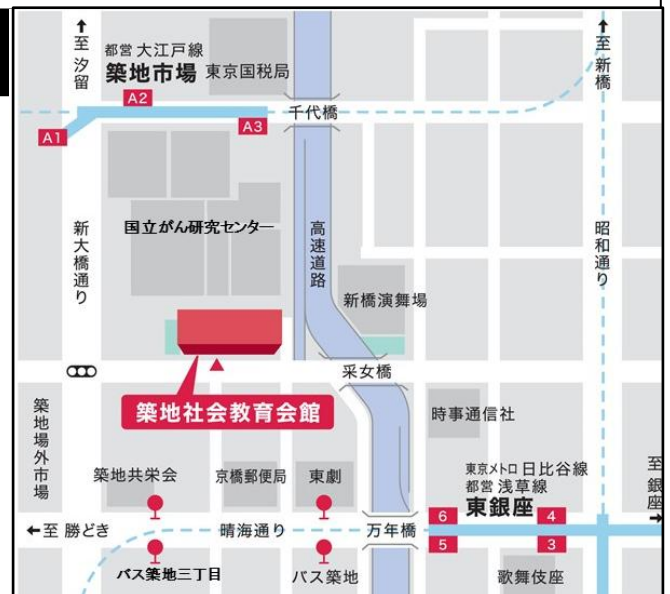 ↑至汐留
都営 大江戸線
築地市場
東京国税局
↑至新橋
A2
A1
A3
千代橋
国立がん研究センター
新大橋通り
高速道路
昭和通り
新橋演舞場
采女橋
築地社会教育会館
築地場外市場
時事通信社
築地共栄会
京橋郵便局
東劇
東京メトロ 日比谷線
都営 浅草線
東銀座
至銀座→
←至 勝どき
晴海通り
万年橋
6
4
5
3
バス築地三丁目
バス築地
歌舞伎座